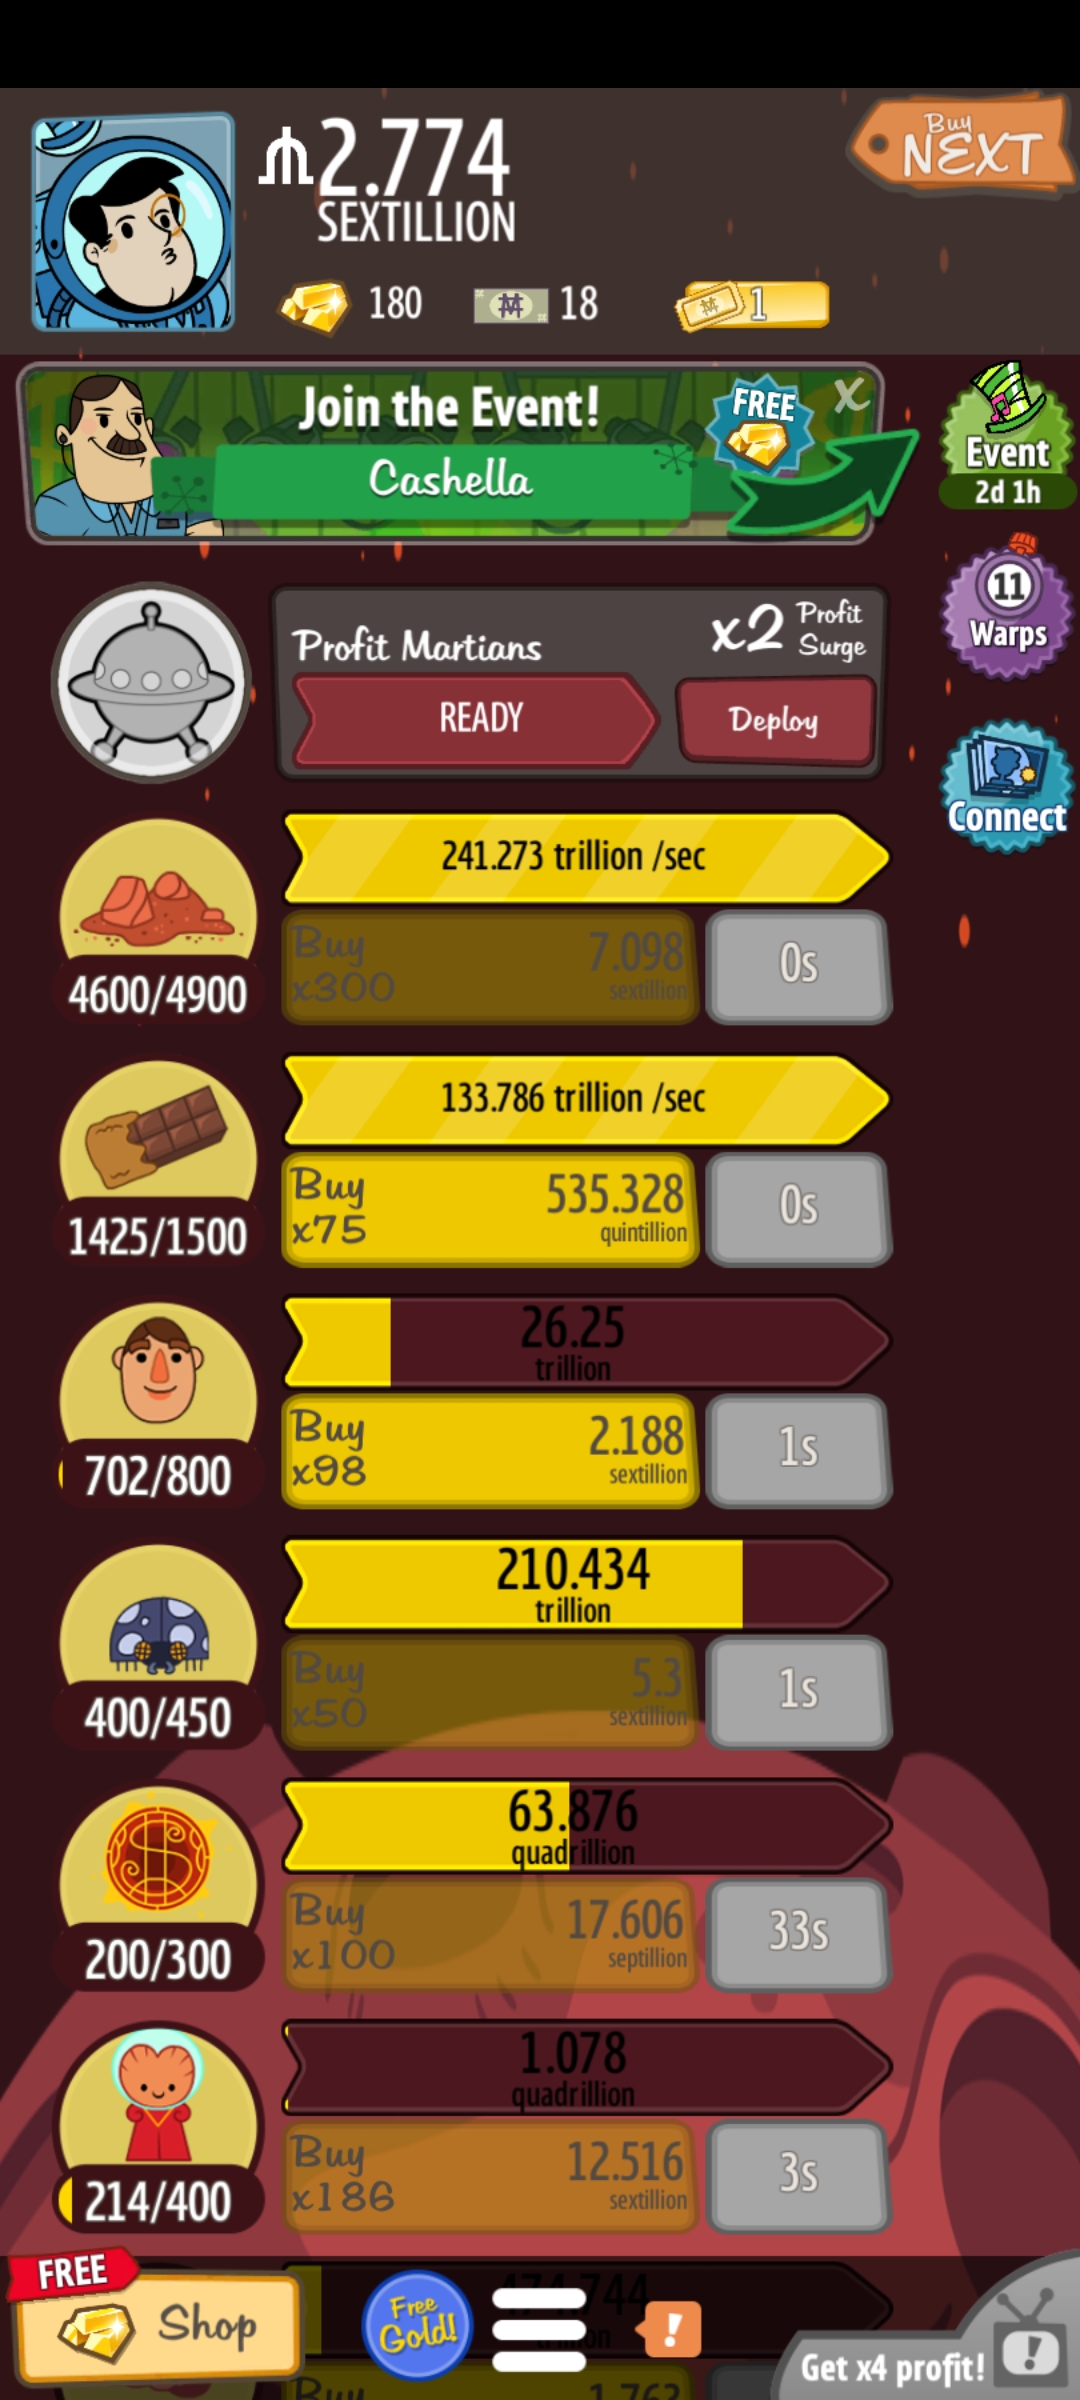 2.774
SEXTILLION
Buy
NEXT
180
18
1
Join the Event!
FREE
X
Cashella
Event
2d 1h
11
Warps
Connect
Profit Martians
x2 Profit
Surge
READY
Deploy
241.273 trillion /sec
4600/4900
Buy
x300
7.098
sextillion
0s
133.786 trillion /sec
1425/1500
Buy
x75
535.328
quintillion
0s
26.25
trillion
702/800
Buy
x98
2.188
sextillion
1s
210.434
trillion
400/450
Buy
x50
5.3
sextillion
1s
63.876
quadrillion
200/300
Buy
x100
17.606
septillion
33s
1.078
quadrillion
214/400
Buy
x186
12.516
sextillion
3s
FREE
Shop
Free
Gold!
!
474.744
Buy
1.763
Get x4 profit!
!